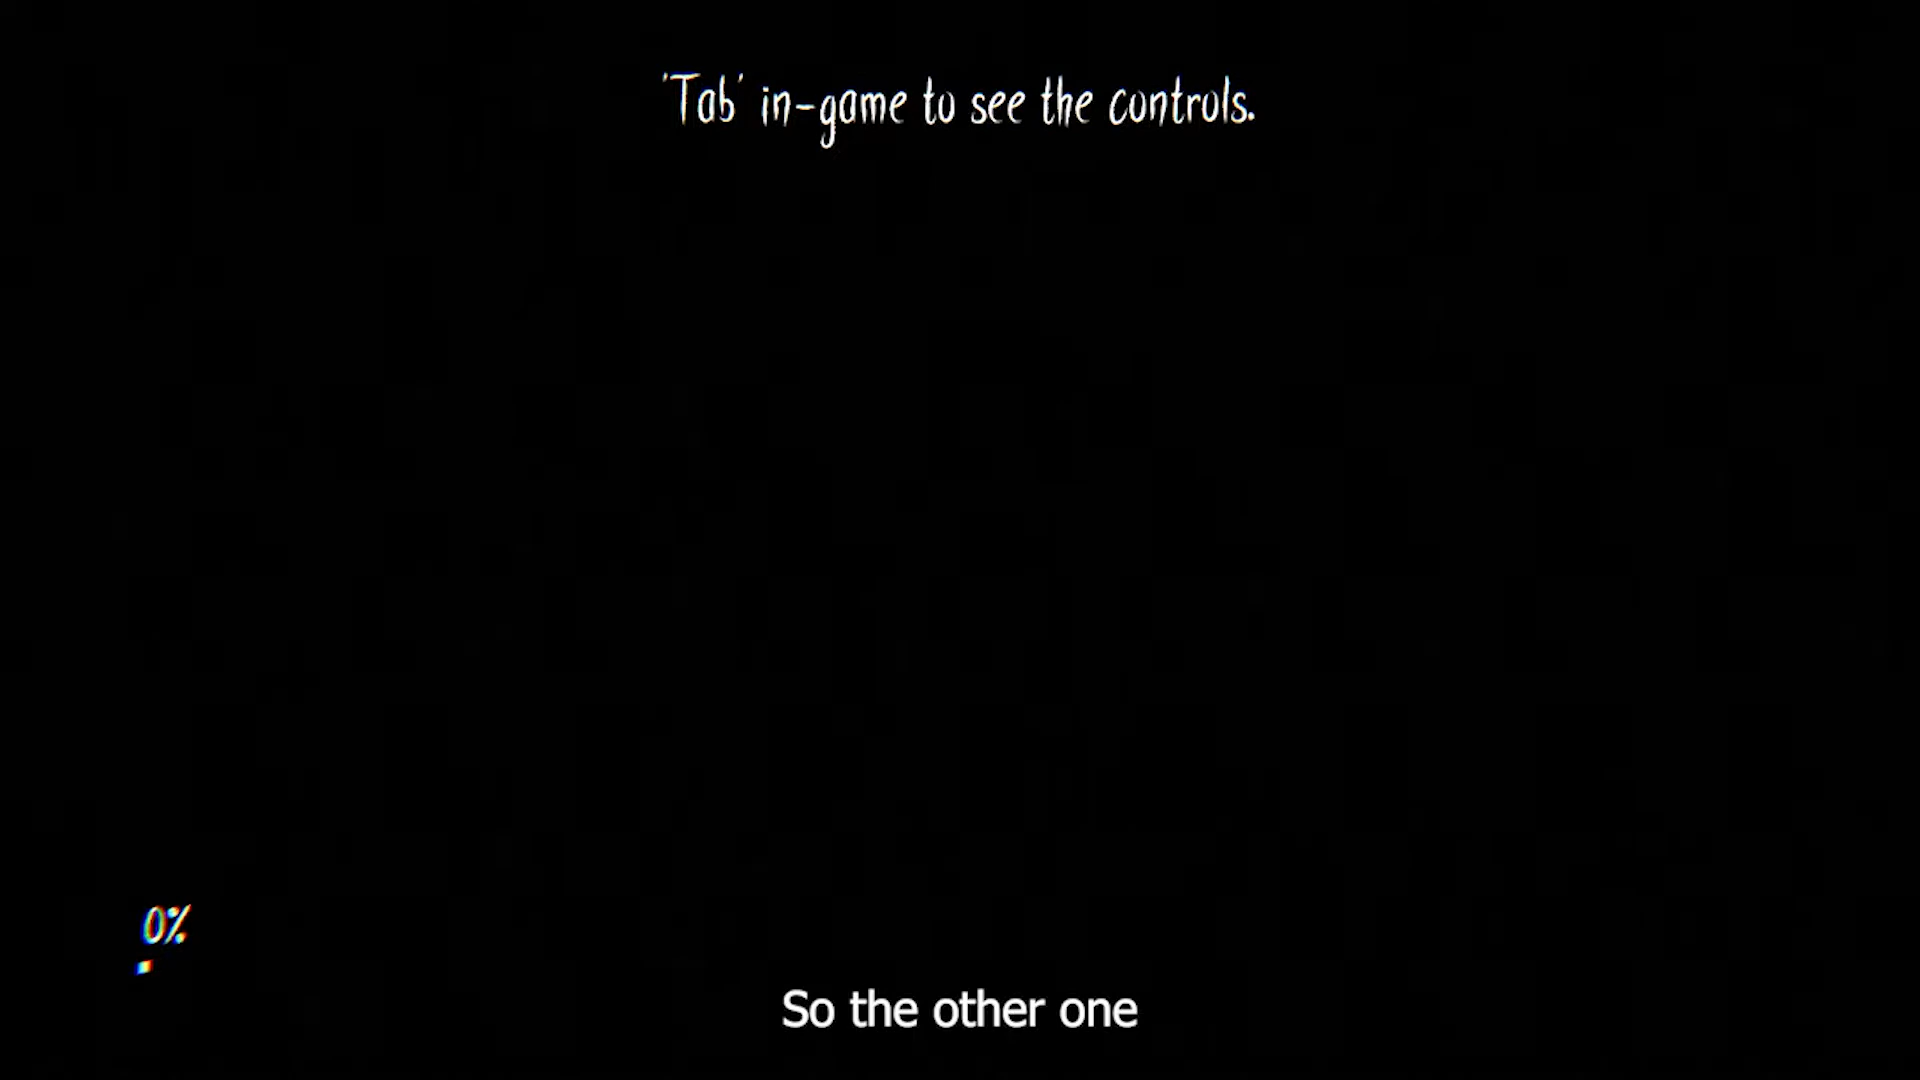 'Tab' in-game to see the controls.
0%
So the other one